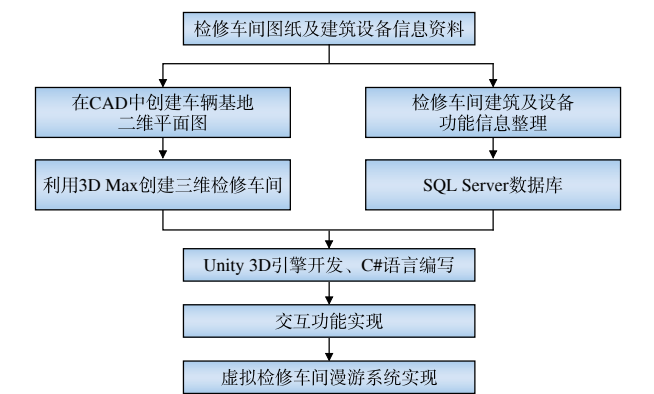 检修车间图纸及建筑设备信息资料
在CAD中创建车辆基地
二维平面图
检修车间建筑及设备
功能信息整理
利用3D Max创建三维检修车间
SQL Server数据库
Unity 3D引擎开发、C#语言编写
交互功能实现
虚拟检修车间漫游系统实现